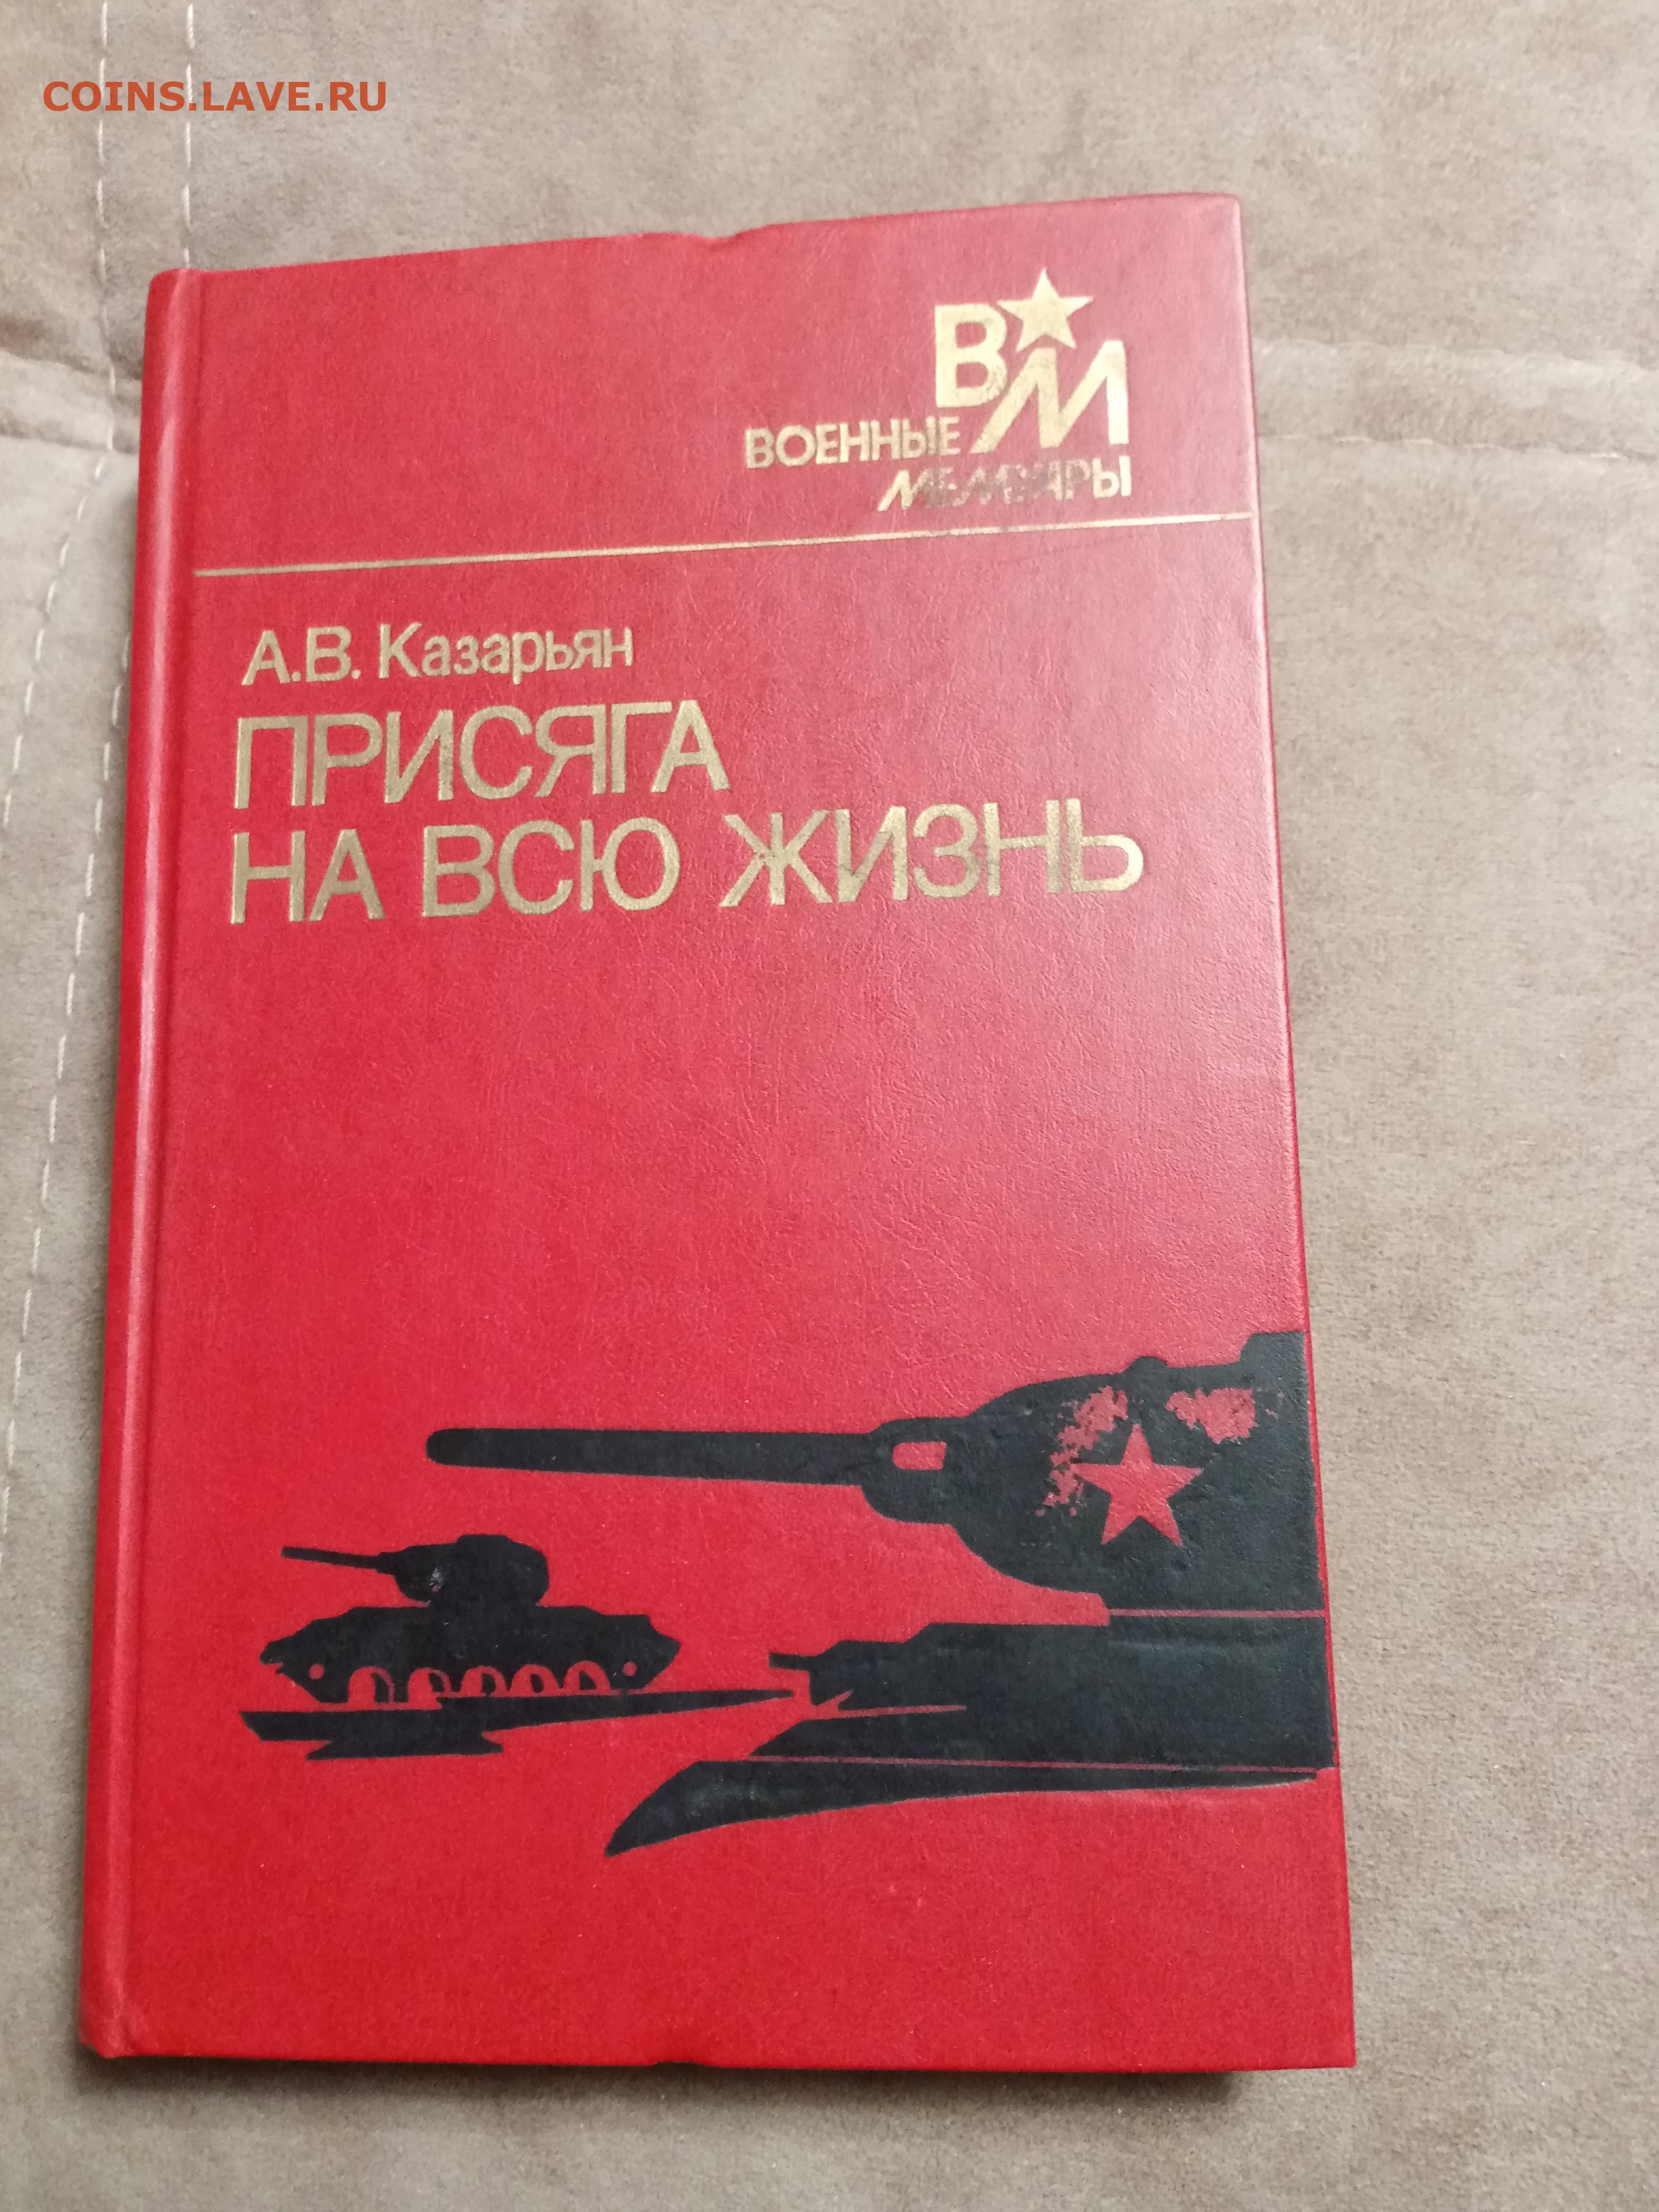 COINS.LAVE.RU
ВМ
ВОЕННЫЕ
МЕМУАРЫ
А.В. Казарьян
ПРИСЯГА
НА ВСЮ ЖИЗНЬ